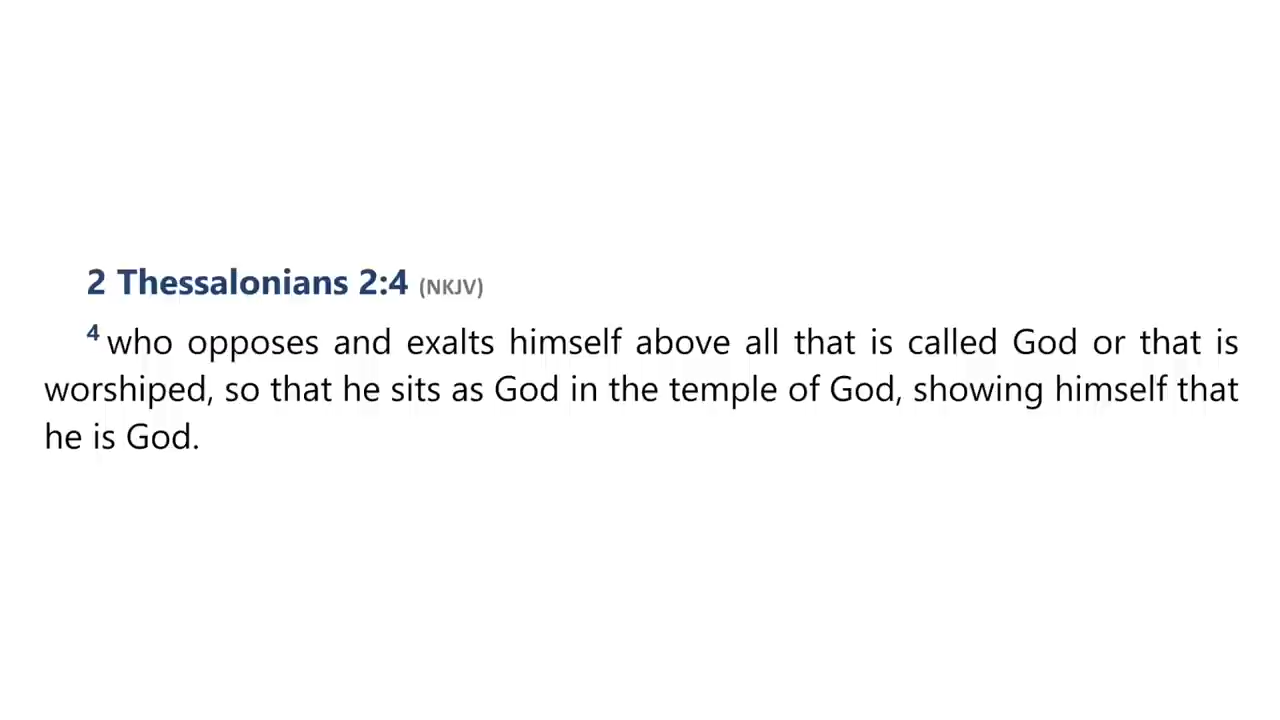 2 Thessalonians 2:4 (NKJV)
4 who opposes and exalts himself above all that is called God or that is
worshiped, so that he sits as God in the temple of God, showing himself that
he is God.